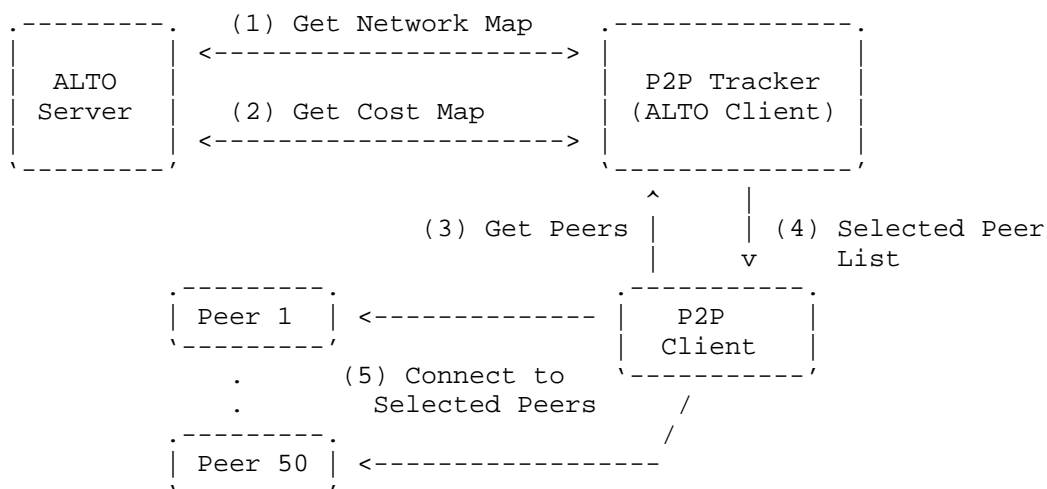 (1) Get Network Map
ALTO P2P Tracker
Server (2) Get Cost Map (ALTO Client)
(3) Get Peers (4) Selected Peer
List
Peer 1 P2P
Client
(5) Connect to
Selected Peers
Peer 50